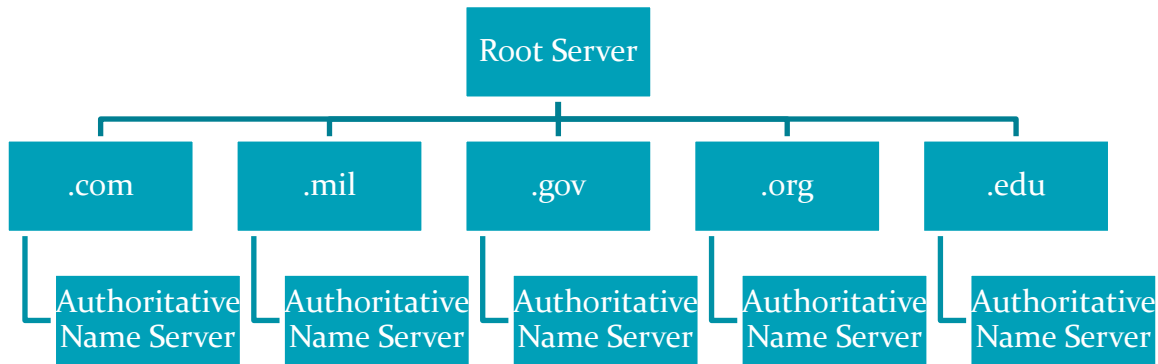 Root Server
.com
.mil
.gov
.org
.edu
Authoritative
Name Server
Authoritative
Name Server
Authoritative
Name Server
Authoritative
Name Server
Authoritative
Name Server